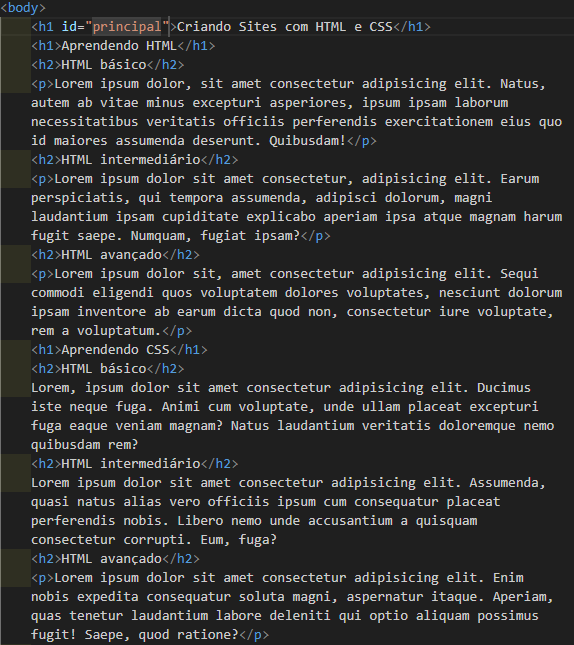 <body>
<h1 id="principal">Criando Sites com HTML e CSS</h1>
<h1>Aprendendo HTML</h1>
<h2>HTML básico</h2>
<p>Lorem ipsum dolor, sit amet consectetur adipisicing elit. Natus,
autem ab vitae minus excepturi asperiores, ipsum ipsam laborum
necessitatibus veritatis officiis perferendis exercitationem eius quo
id maiores assumenda deserunt. Quibusdam!</p>
<h2>HTML intermediário</h2>
<p>Lorem ipsum dolor sit amet consectetur, adipisicing elit. Earum
perspiciatis, qui tempora assumenda, adipisci dolorum, magni
laudantium ipsam cupiditate explicabo aperiam ipsa atque magnam harum
fugit saepe. Numquam, fugiat ipsam?</p>
<h2>HTML avançado</h2>
<p>Lorem ipsum dolor sit, amet consectetur adipisicing elit. Sequi
commodi eligendi quos voluptatem dolores voluptates, nesciunt dolorum
ipsam inventore ab earum dicta quod non, consectetur iure voluptate,
rem a voluptatum.</p>
<h1>Aprendendo CSS</h1>
<h2>HTML básico</h2>
Lorem, ipsum dolor sit amet consectetur adipisicing elit. Ducimus
iste neque fuga. Animi cum voluptate, unde ullam placeat excepturi
fuga eaque veniam magnam? Natus laudantium veritatis doloremque nemo
quibusdam rem?
<h2>HTML intermediário</h2>
Lorem ipsum dolor sit amet consectetur adipisicing elit. Assumenda,
quasi natus alias vero officiis ipsum cum consequatur placeat
perferendis nobis. Libero nemo unde accusantium a quisquam
consectetur corrupti. Eum, fuga?
<h2>HTML avançado</h2>
<p>Lorem ipsum dolor sit amet consectetur adipisicing elit. Enim
nobis expedita consequatur soluta magni, aspernatur itaque. Aperiam,
quas tenetur laudantium labore deleniti qui optio aliquam possimus
fugit! Saepe, quod ratione?</p>